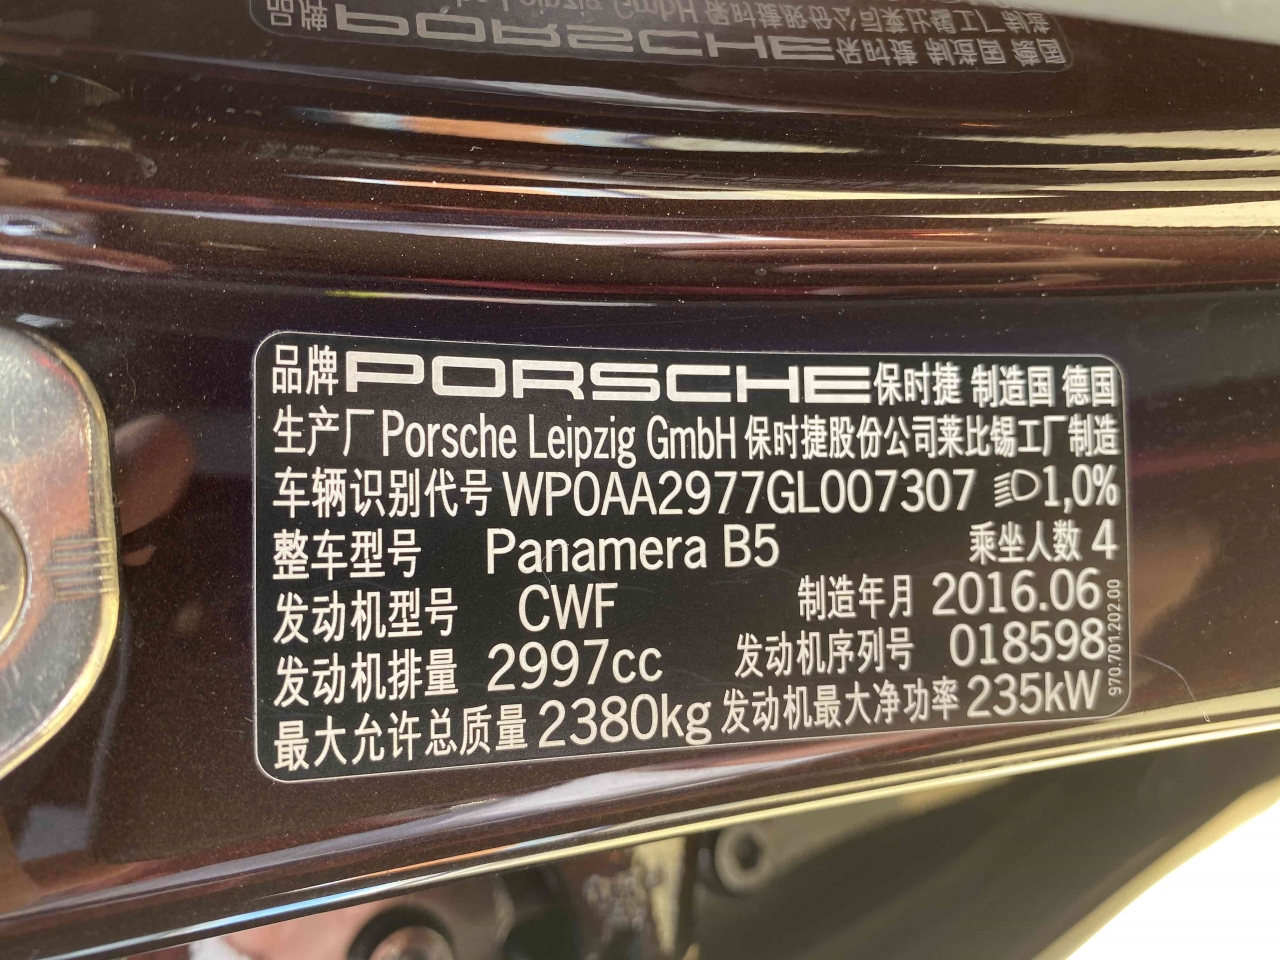 品牌 PORSCHE 保时捷 制造国 德国
生产厂 Porsche Leipzig GmbH 保时捷股份公司莱比锡工厂制造
车辆识别代号 WP0AA2977GL007307 1,0%
整车型号 Panamera B5 乘坐人数 4
发动机型号 CWF 制造年月 2016.06
发动机排量 2997cc 发动机序列号 018598
最大允许总质量 2380kg 发动机最大净功率 235kW
970.701.202.00